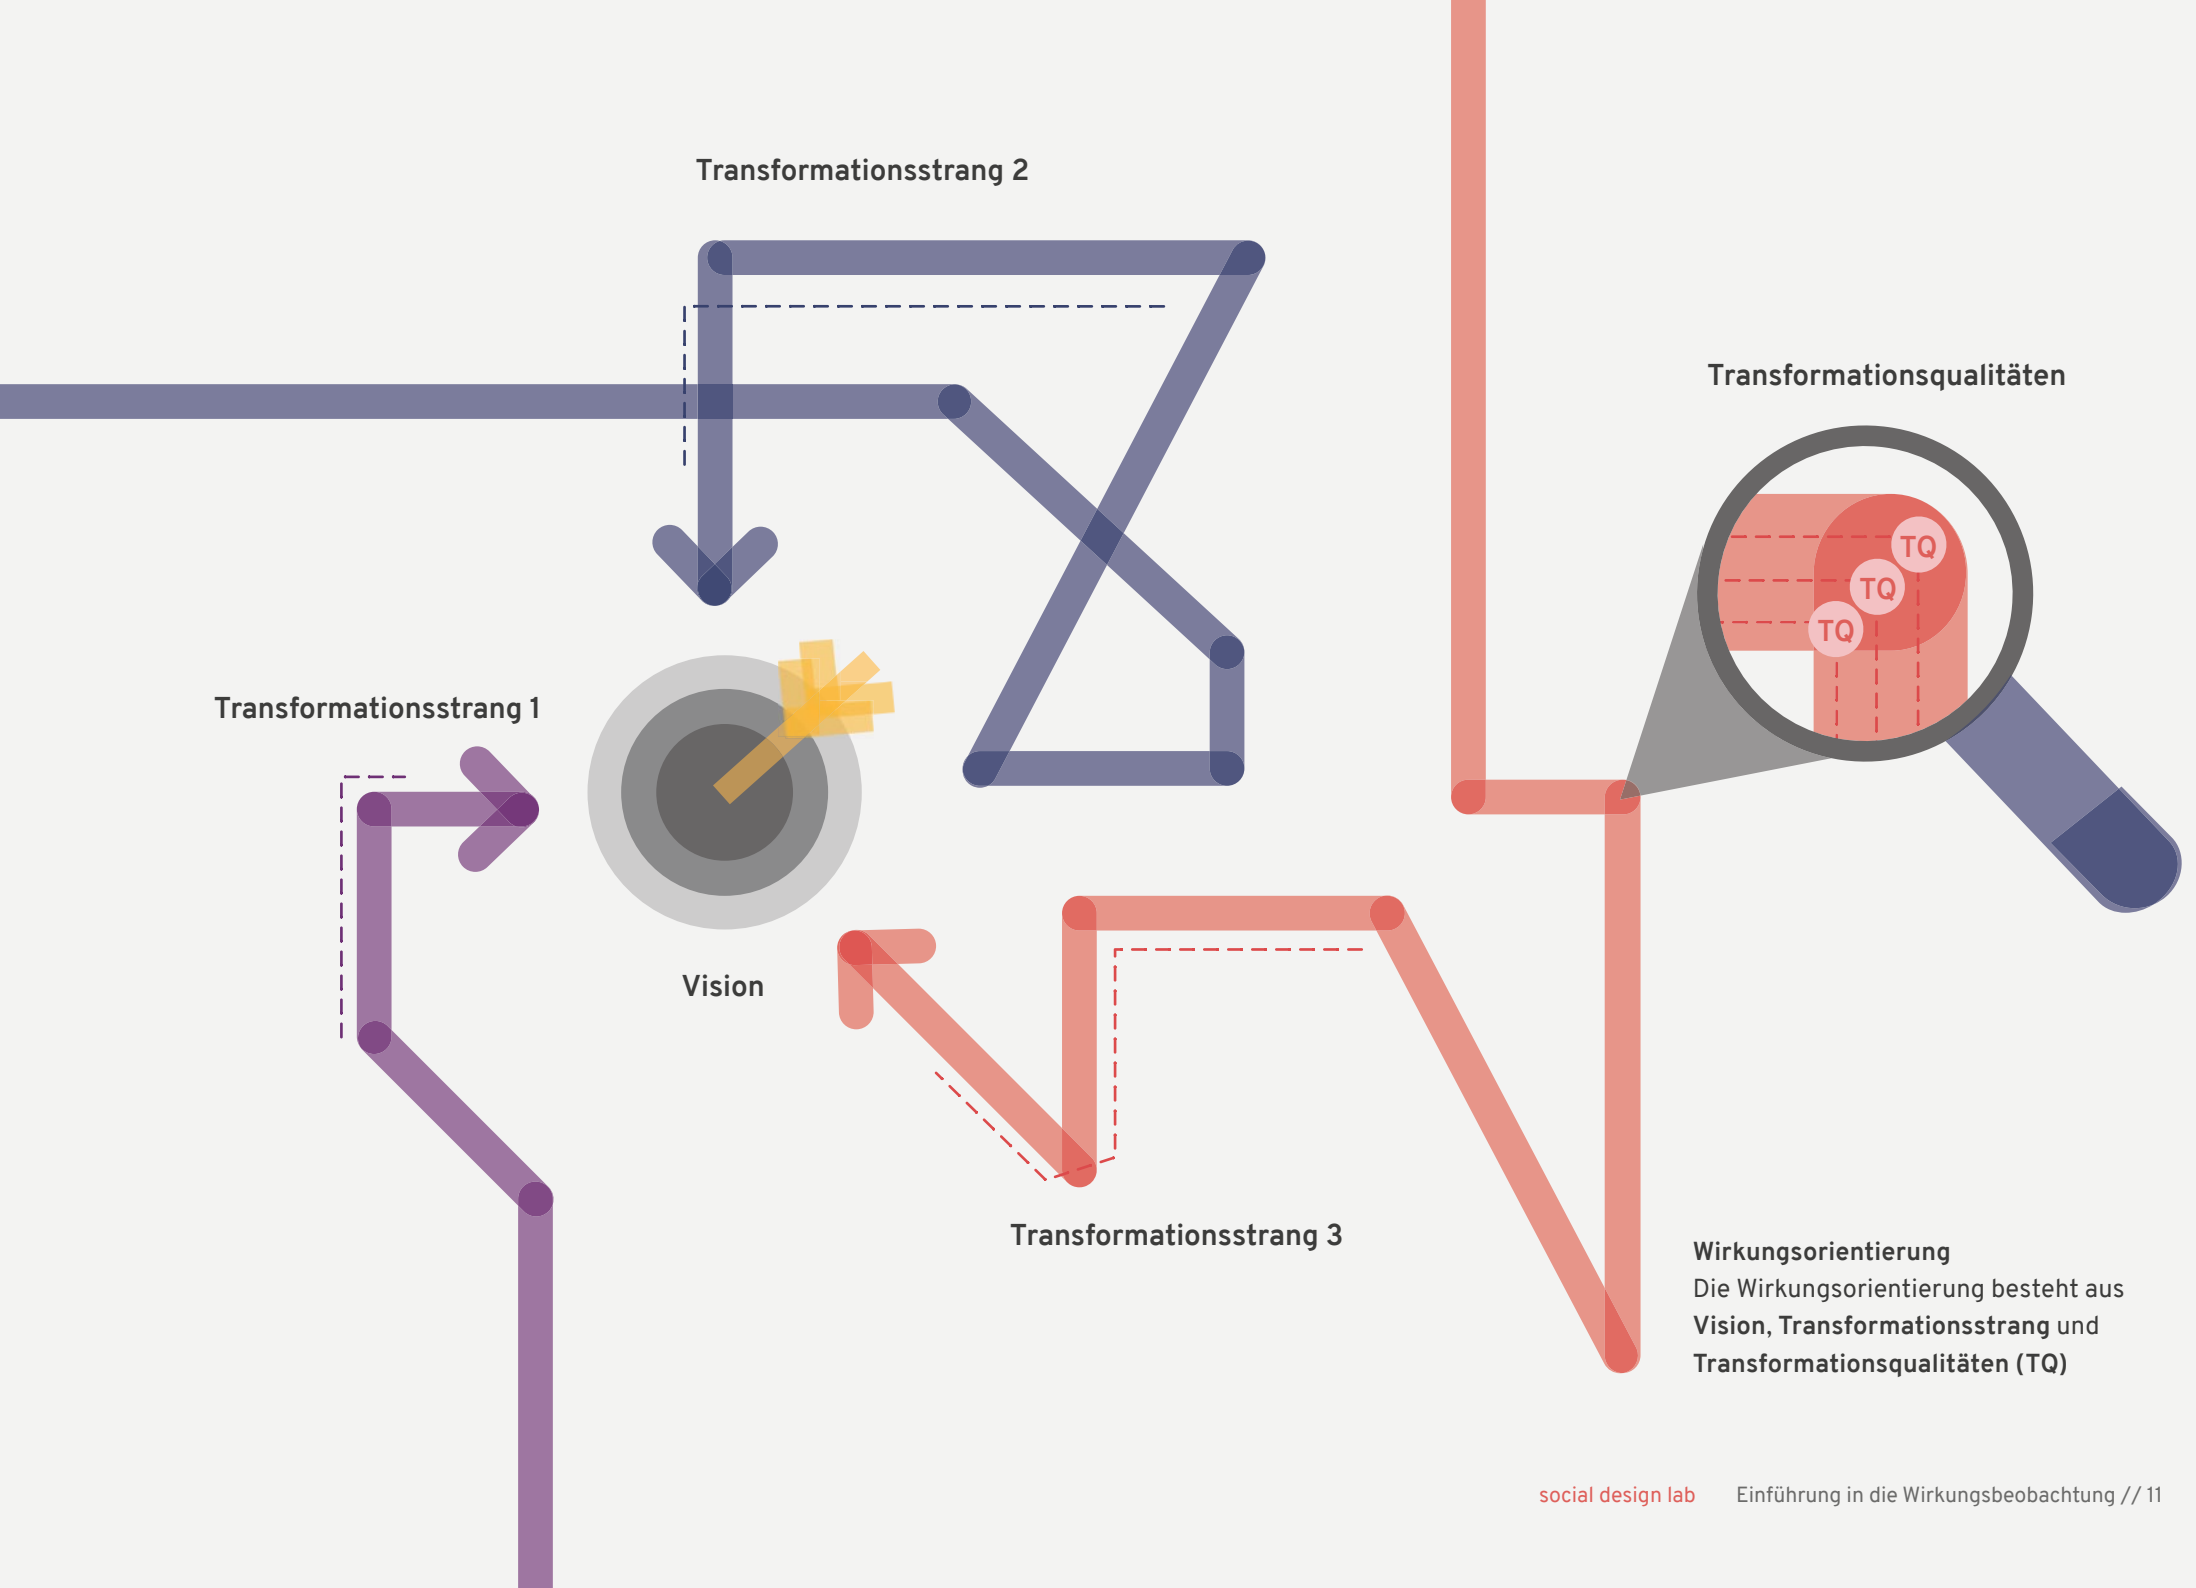 Transformationsstrang 2
Transformationsqualitäten
TQ
TQ
TQ
Transformationsstrang 1
Vision
Transformationsstrang 3
Wirkungsorientierung
Die Wirkungsorientierung besteht aus
Vision, Transformationsstrang und
Transformationsqualitäten (TQ)
social design lab Einführung in die Wirkungsbeobachtung // 11